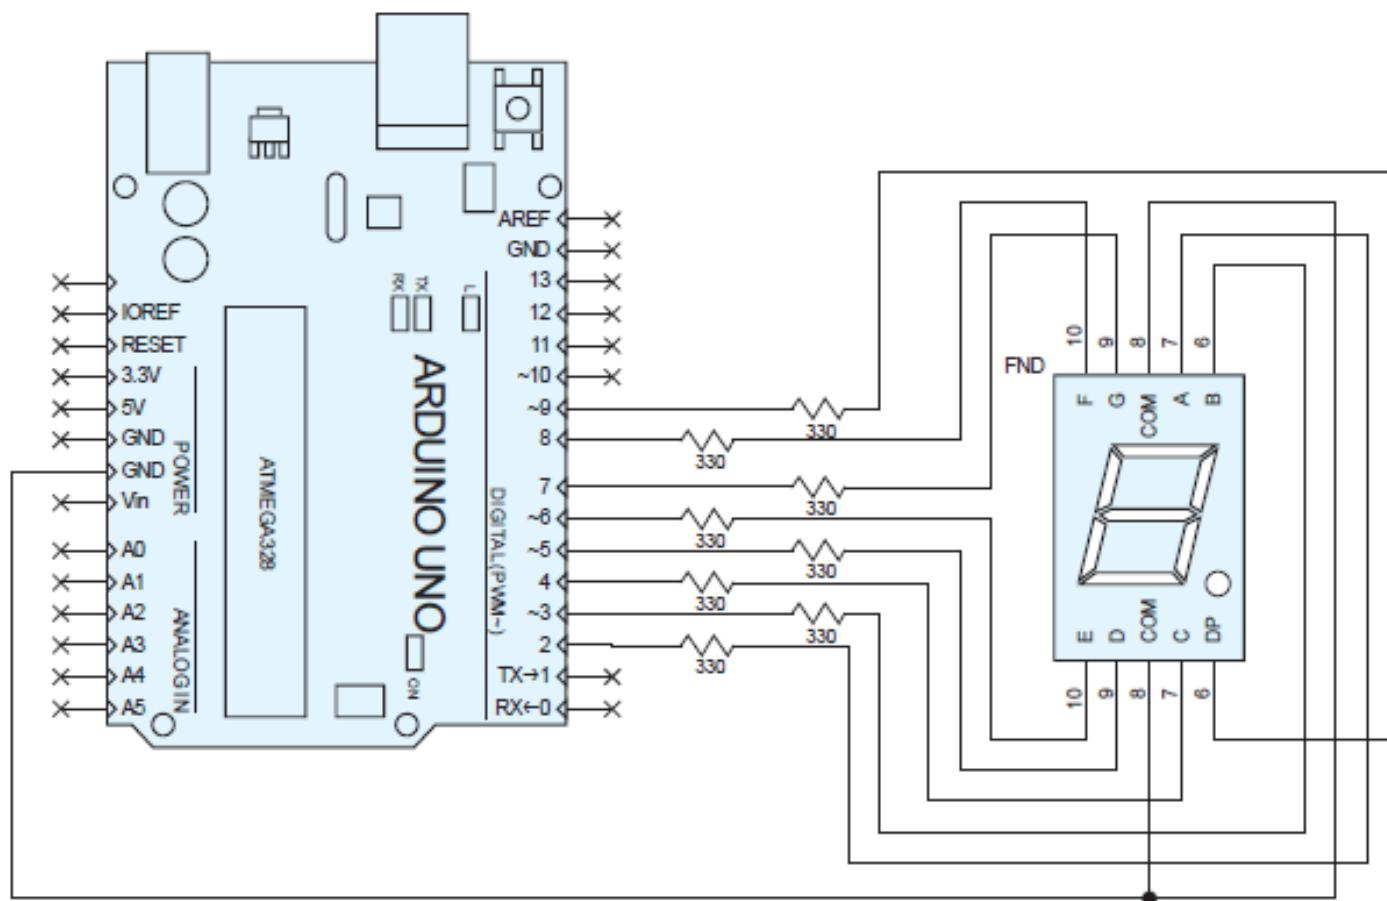 AREF
GND
13
12
11
~10
~9
8
7
~6
~5
4
~3
2
TX→1
RX←0
IOREF
RESET
3.3V
5V
GND
GND
Vin
A0
A1
A2
A3
A4
A5
POWER
ANALOG IN
ATMEGA328
RX
TX
L
ARDUINO UNO
DIGITAL(PWM~)
ON
330
330
330
330
330
330
330
330
FND
10 9 8 7 6
F G COM A B
E D COM C DP
10 9 8 7 6